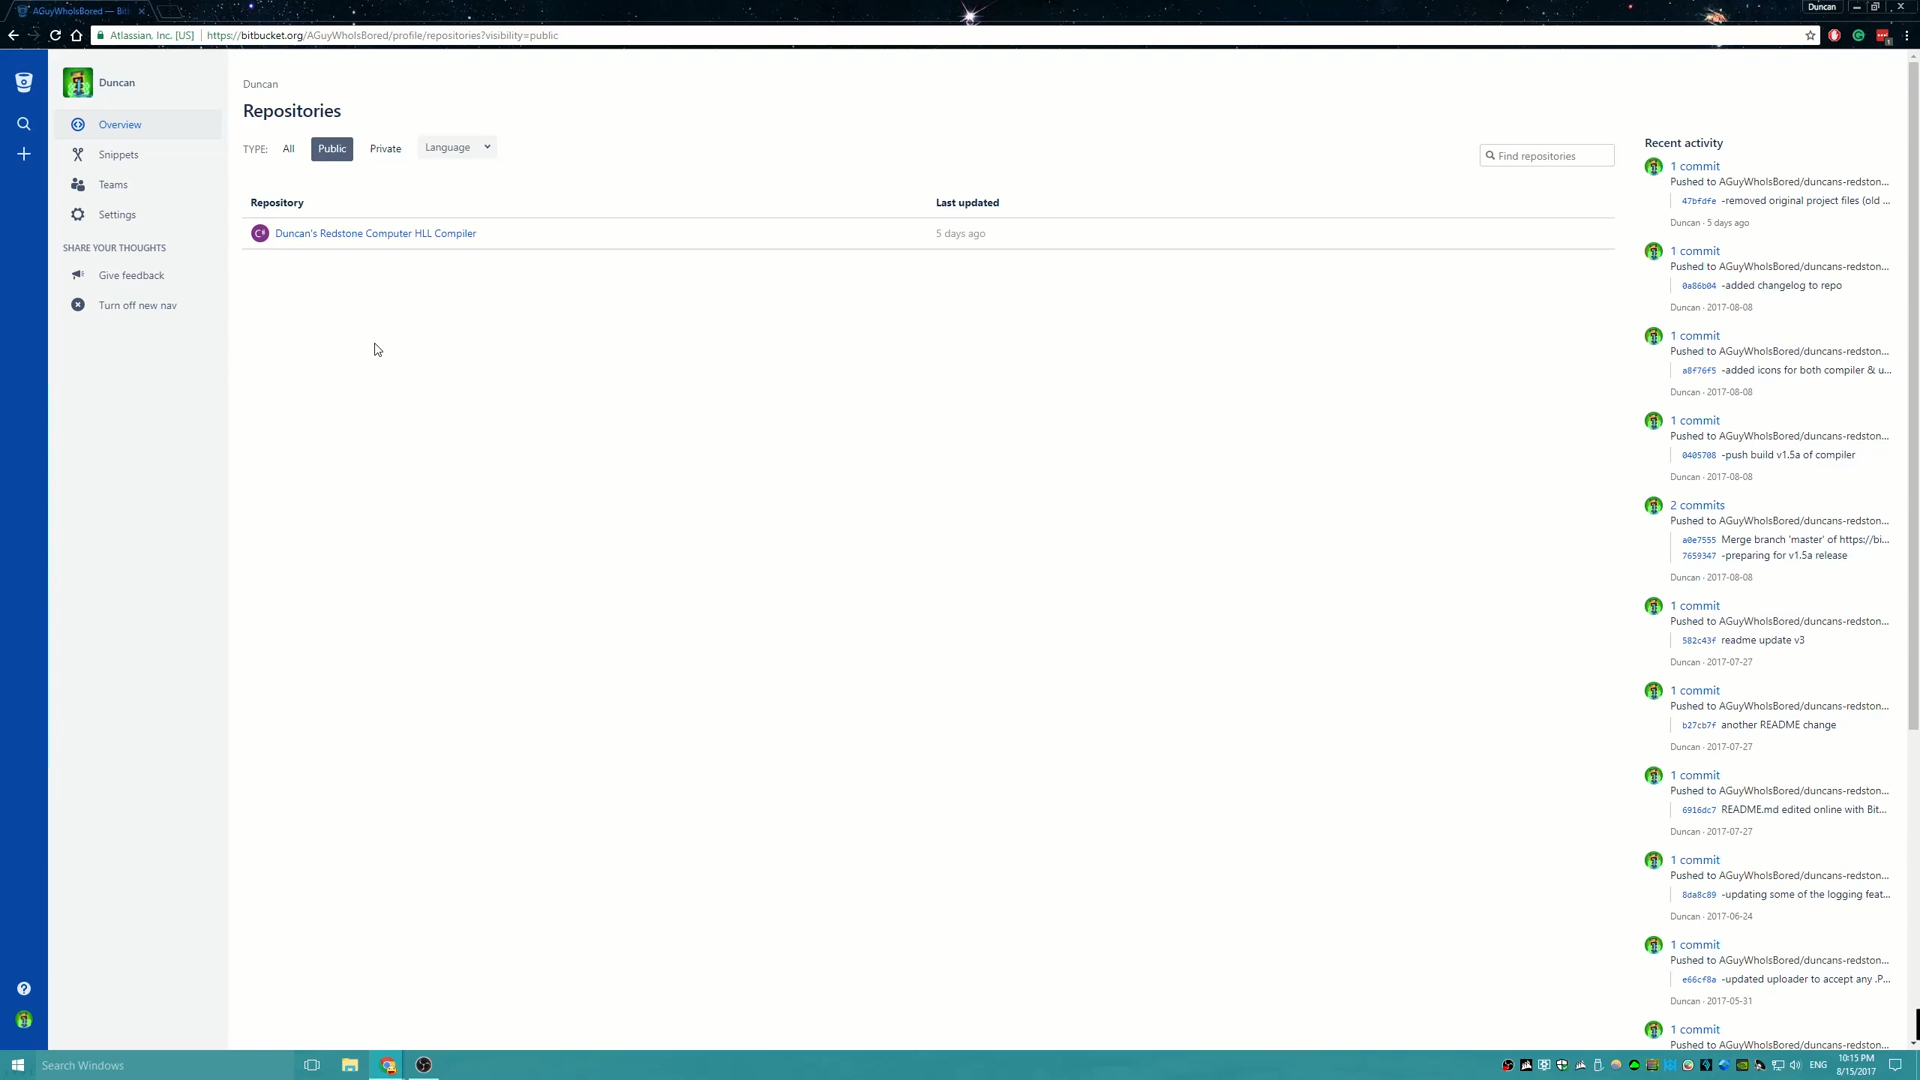 AGuyWhoIsBored — Bit
Duncan
Atlassian, Inc. [US]
https://bitbucket.org/AGuyWhoIsBored/profile/repositories?visibility=public
Duncan
Overview
Snippets
Teams
Settings
SHARE YOUR THOUGHTS
Give feedback
Turn off new nav
Duncan
Repositories
TYPE: All Public Private Language
Find repositories
Repository Last updated
C# Duncan's Redstone Computer HLL Compiler 5 days ago
Recent activity
1 commit
Pushed to AGuyWhoIsBored/duncans-redston...
47bfdfe -removed original project files (old ...
Duncan · 5 days ago
1 commit
Pushed to AGuyWhoIsBored/duncans-redston...
0a86b04 -added changelog to repo
Duncan · 2017-08-08
1 commit
Pushed to AGuyWhoIsBored/duncans-redston...
a8f76f5 -added icons for both compiler & u...
Duncan · 2017-08-08
1 commit
Pushed to AGuyWhoIsBored/duncans-redston...
0405708 -push build v1.5a of compiler
Duncan · 2017-08-08
2 commits
Pushed to AGuyWhoIsBored/duncans-redston...
a0e7555 Merge branch 'master' of https://bi...
7659347 -preparing for v1.5a release
Duncan · 2017-08-08
1 commit
Pushed to AGuyWhoIsBored/duncans-redston...
582c43f readme update v3
Duncan · 2017-07-27
1 commit
Pushed to AGuyWhoIsBored/duncans-redston...
b27cb7f another README change
Duncan · 2017-07-27
1 commit
Pushed to AGuyWhoIsBored/duncans-redston...
6916dc7 README.md edited online with Bit...
Duncan · 2017-07-27
1 commit
Pushed to AGuyWhoIsBored/duncans-redston...
8da8c89 -updating some of the logging feat...
Duncan · 2017-06-24
1 commit
Pushed to AGuyWhoIsBored/duncans-redston...
e66cf8a -updated uploader to accept any .P...
Duncan · 2017-05-31
1 commit
Pushed to AGuyWhoIsBored/duncans-redston...
Search Windows
ENG
10:15 PM
8/15/2017